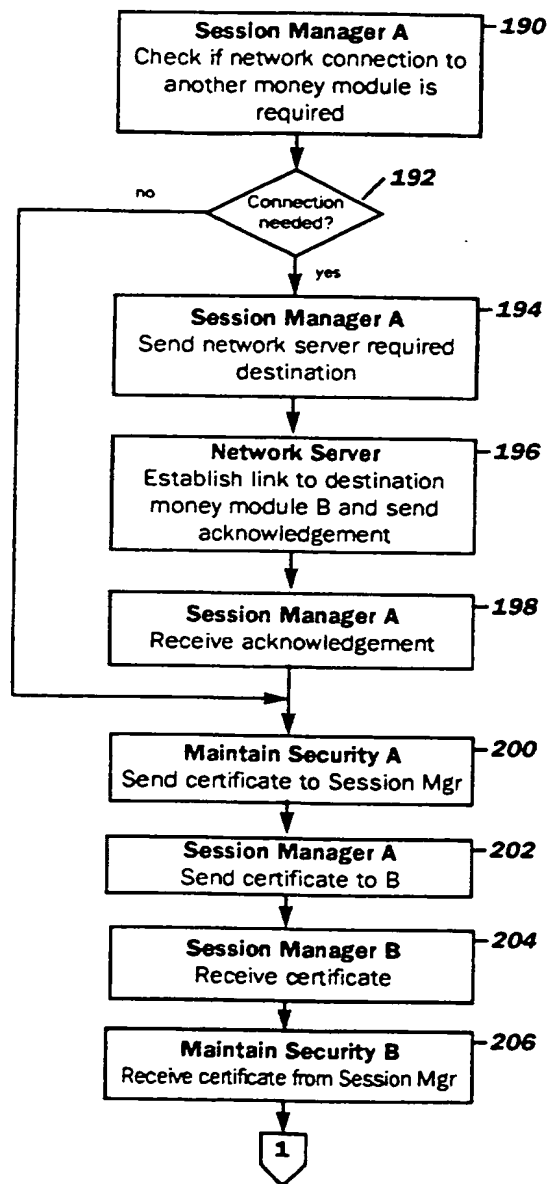 Session Manager A
190
Check if network connection to
another money module is
required
192
no
Connection
needed?
yes
Session Manager A
194
Send network server required
destination
Network Server
196
Establish link to destination
money module B and send
acknowledgement
Session Manager A
198
Receive acknowledgement
Maintain Security A
200
Send certificate to Session Mgr
Session Manager A
202
Send certificate to B
Session Manager B
204
Receive certificate
Maintain Security B
206
Receive certificate from Session Mgr
1